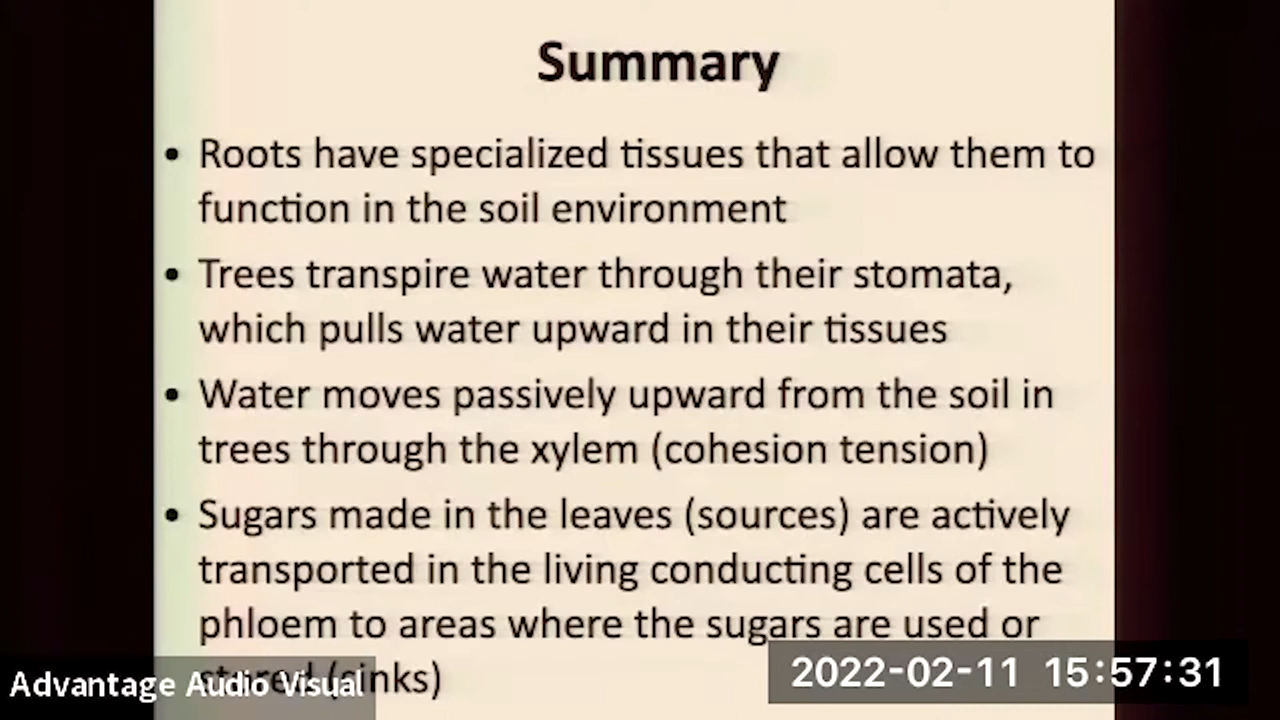 Summary
• Roots have specialized tissues that allow them to
function in the soil environment
• Trees transpire water through their stomata,
which pulls water upward in their tissues
• Water moves passively upward from the soil in
trees through the xylem (cohesion tension)
• Sugars made in the leaves (sources) are actively
transported in the living conducting cells of the
phloem to areas where the sugars are used or
stored (sinks)
Advantage Audio Visual
2022-02-11 15:57:31